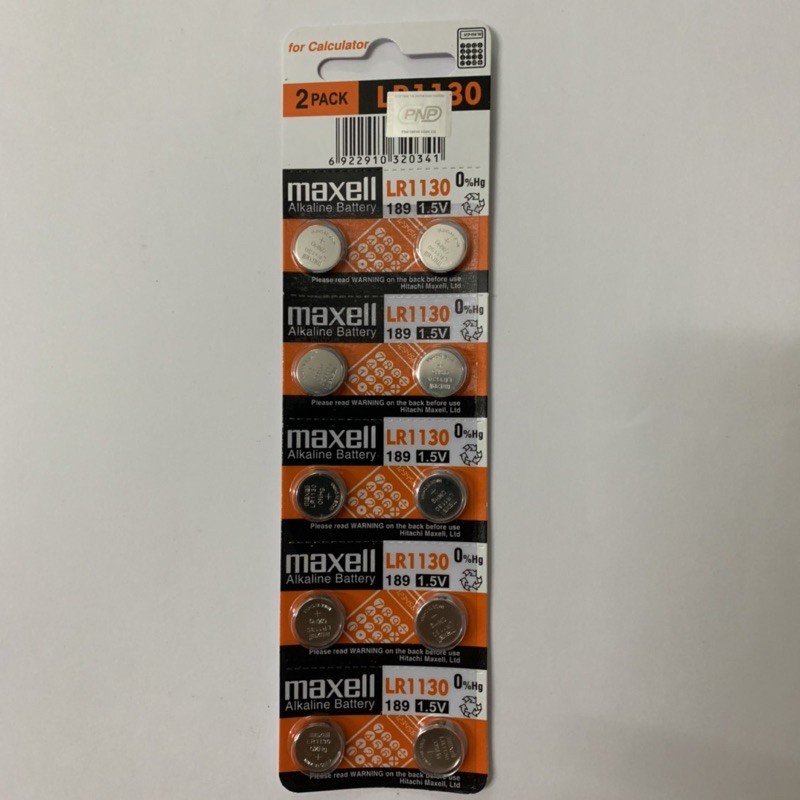 for Calculator
2 PACK LR1130
PNP
6 922910 320341
maxell LR1130 0%Hg
Alkaline Battery 189 1.5V
Please read WARNING on the back before use
Hitachi Maxell, Ltd
maxell LR1130 0%Hg
Alkaline Battery 189 1.5V
Please read WARNING on the back before use
Hitachi Maxell, Ltd
maxell LR1130 0%Hg
Alkaline Battery 189 1.5V
Please read WARNING on the back before use
Hitachi Maxell, Ltd
maxell LR1130 0%Hg
Alkaline Battery 189 1.5V
Please read WARNING on the back before use
Hitachi Maxell, Ltd
maxell LR1130 0%Hg
Alkaline Battery 189 1.5V
Please read WARNING on the back before use